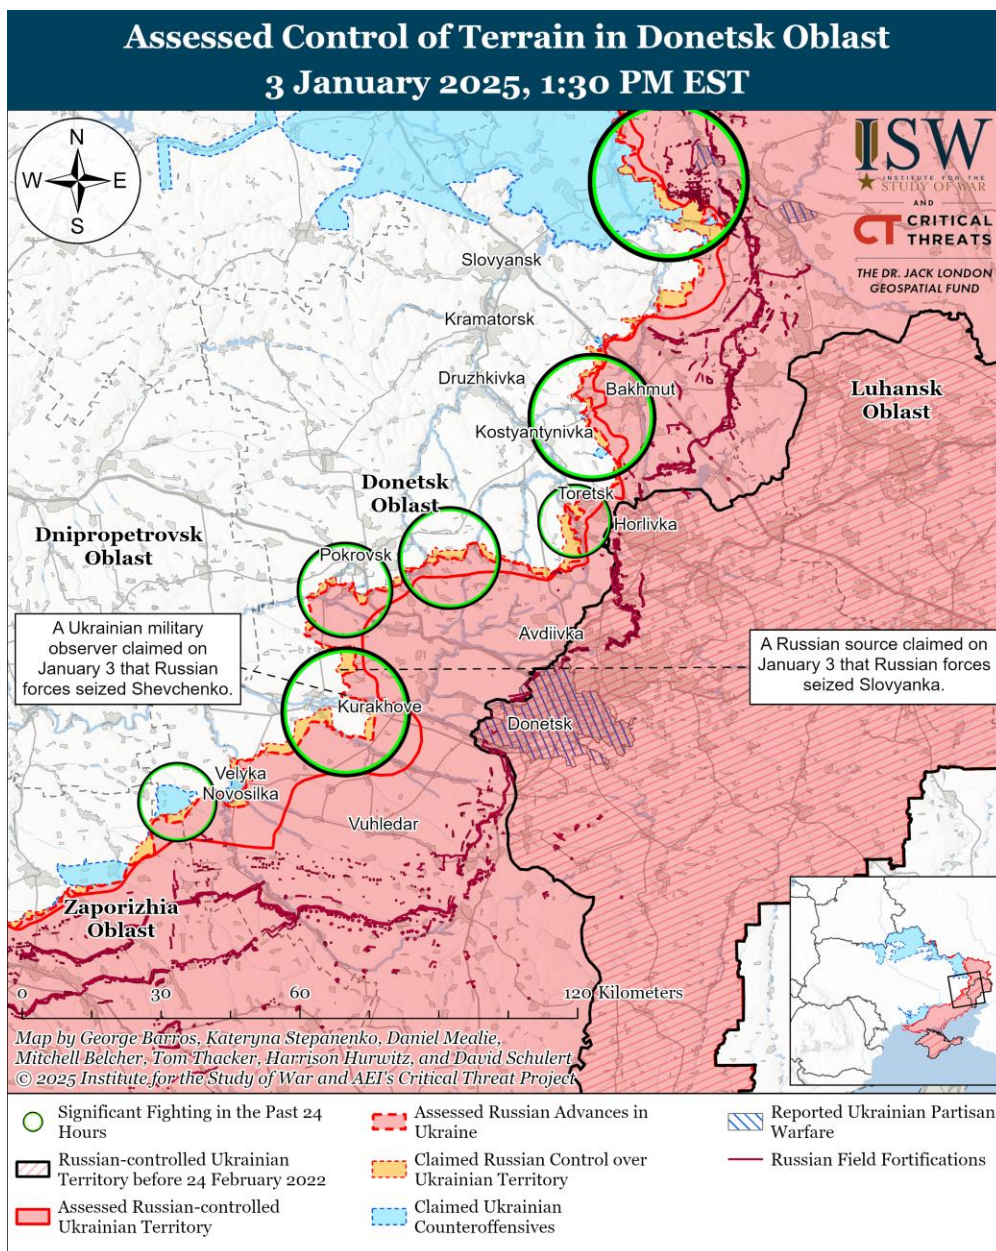 Assessed Control of Terrain in Donetsk Oblast
3 January 2025, 1:30 PM EST
N
W
E
S
ISW
INSTITUTE FOR THE
STUDY OF WAR
AND
CT CRITICAL
THREATS
THE DR. JACK LONDON
GEOSPATIAL FUND
Slovyansk
Kramatorsk
Druzhkivka
Bakhmut
Luhansk
Oblast
Kostyantynivka
Donetsk
Oblast
Toretsk
Horlivka
Dnipropetrovsk
Oblast
Pokrovsk
A Ukrainian military
observer claimed on
January 3 that Russian
forces seized Shevchenko.
Avdiivka
A Russian source claimed on
January 3 that Russian forces
seized Slovyanka.
Kurakhove
Donetsk
Velyka
Novosilka
Vuhledar
Zaporizhia
Oblast
0
30
60
120 Kilometers
Map by George Barros, Kateryna Stepanenko, Daniel Mealie,
Mitchell Belcher, Tom Thacker, Harrison Hurwitz, and David Schulert
© 2025 Institute for the Study of War and AEI's Critical Threat Project
Significant Fighting in the Past 24
Hours
Russian-controlled Ukrainian
Territory before 24 February 2022
Assessed Russian-controlled
Ukrainian Territory
Assessed Russian Advances in
Ukraine
Claimed Russian Control over
Ukrainian Territory
Claimed Ukrainian
Counteroffensives
Reported Ukrainian Partisan
Warfare
Russian Field Fortifications